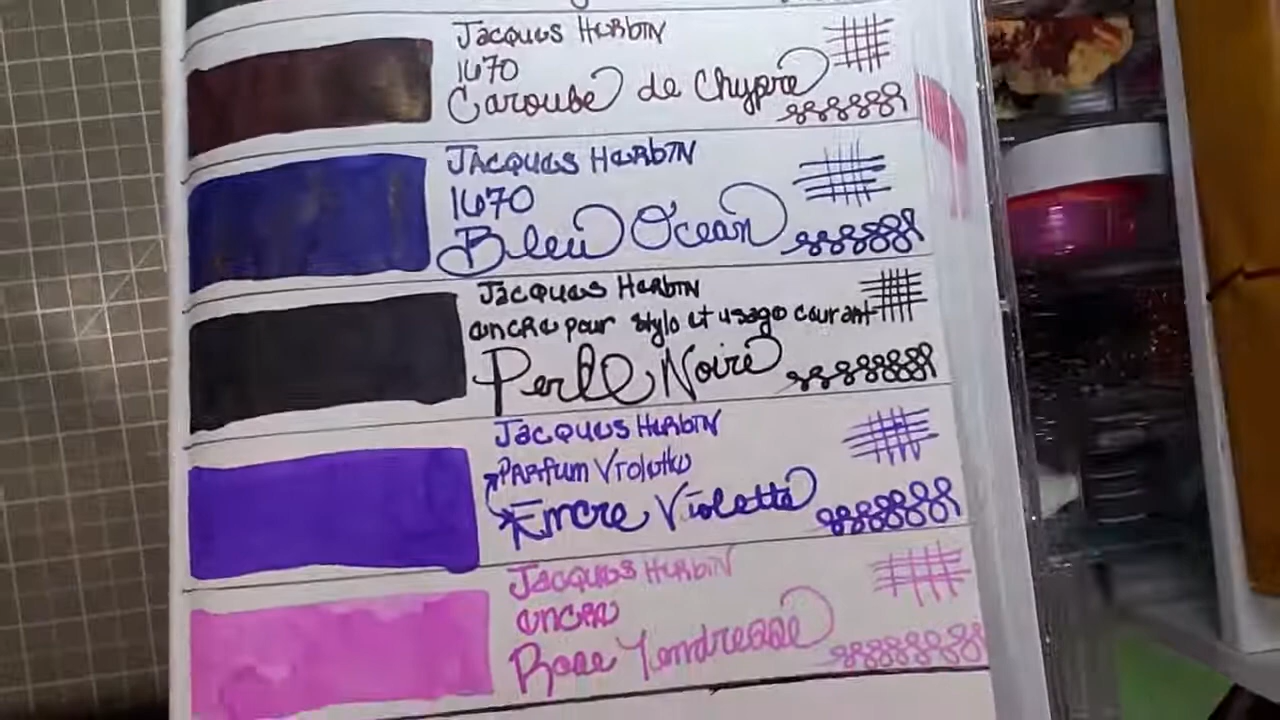 Jacques Herbin
1670
Caroube de Chypre
Jacques Herbin
1670
Bleu Océan
Jacques Herbin
encre pour stylo et usage courant
Perle Noire
Jacques Herbin
Parfum Violette
Encre Violette
Jacques Herbin
encre
Rose Tendresse